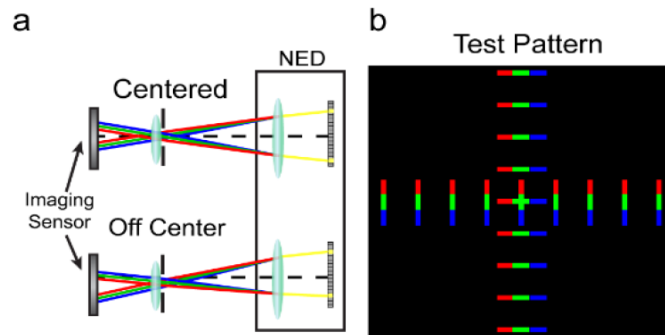 a
NED
Centered
Imaging
Sensor
Off Center
b
Test Pattern